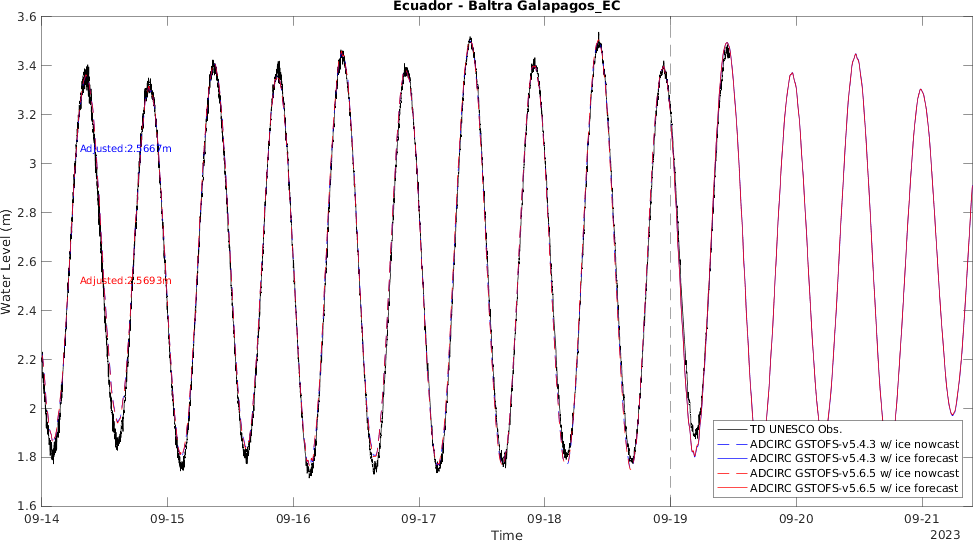 Ecuador - Baltra Galapagos_EC
3.6
3.4
3.2
3
2.8
2.6
2.4
2.2
2
1.8
1.6
Water Level (m)
Adjusted:2.5667m
Adjusted:2.5693m
TD UNESCO Obs.
ADCIRC GSTOFS-v5.4.3 w/ ice nowcast
ADCIRC GSTOFS-v5.4.3 w/ ice forecast
ADCIRC GSTOFS-v5.6.5 w/ ice nowcast
ADCIRC GSTOFS-v5.6.5 w/ ice forecast
09-14 09-15 09-16 09-17 09-18 09-19 09-20 09-21
Time
2023